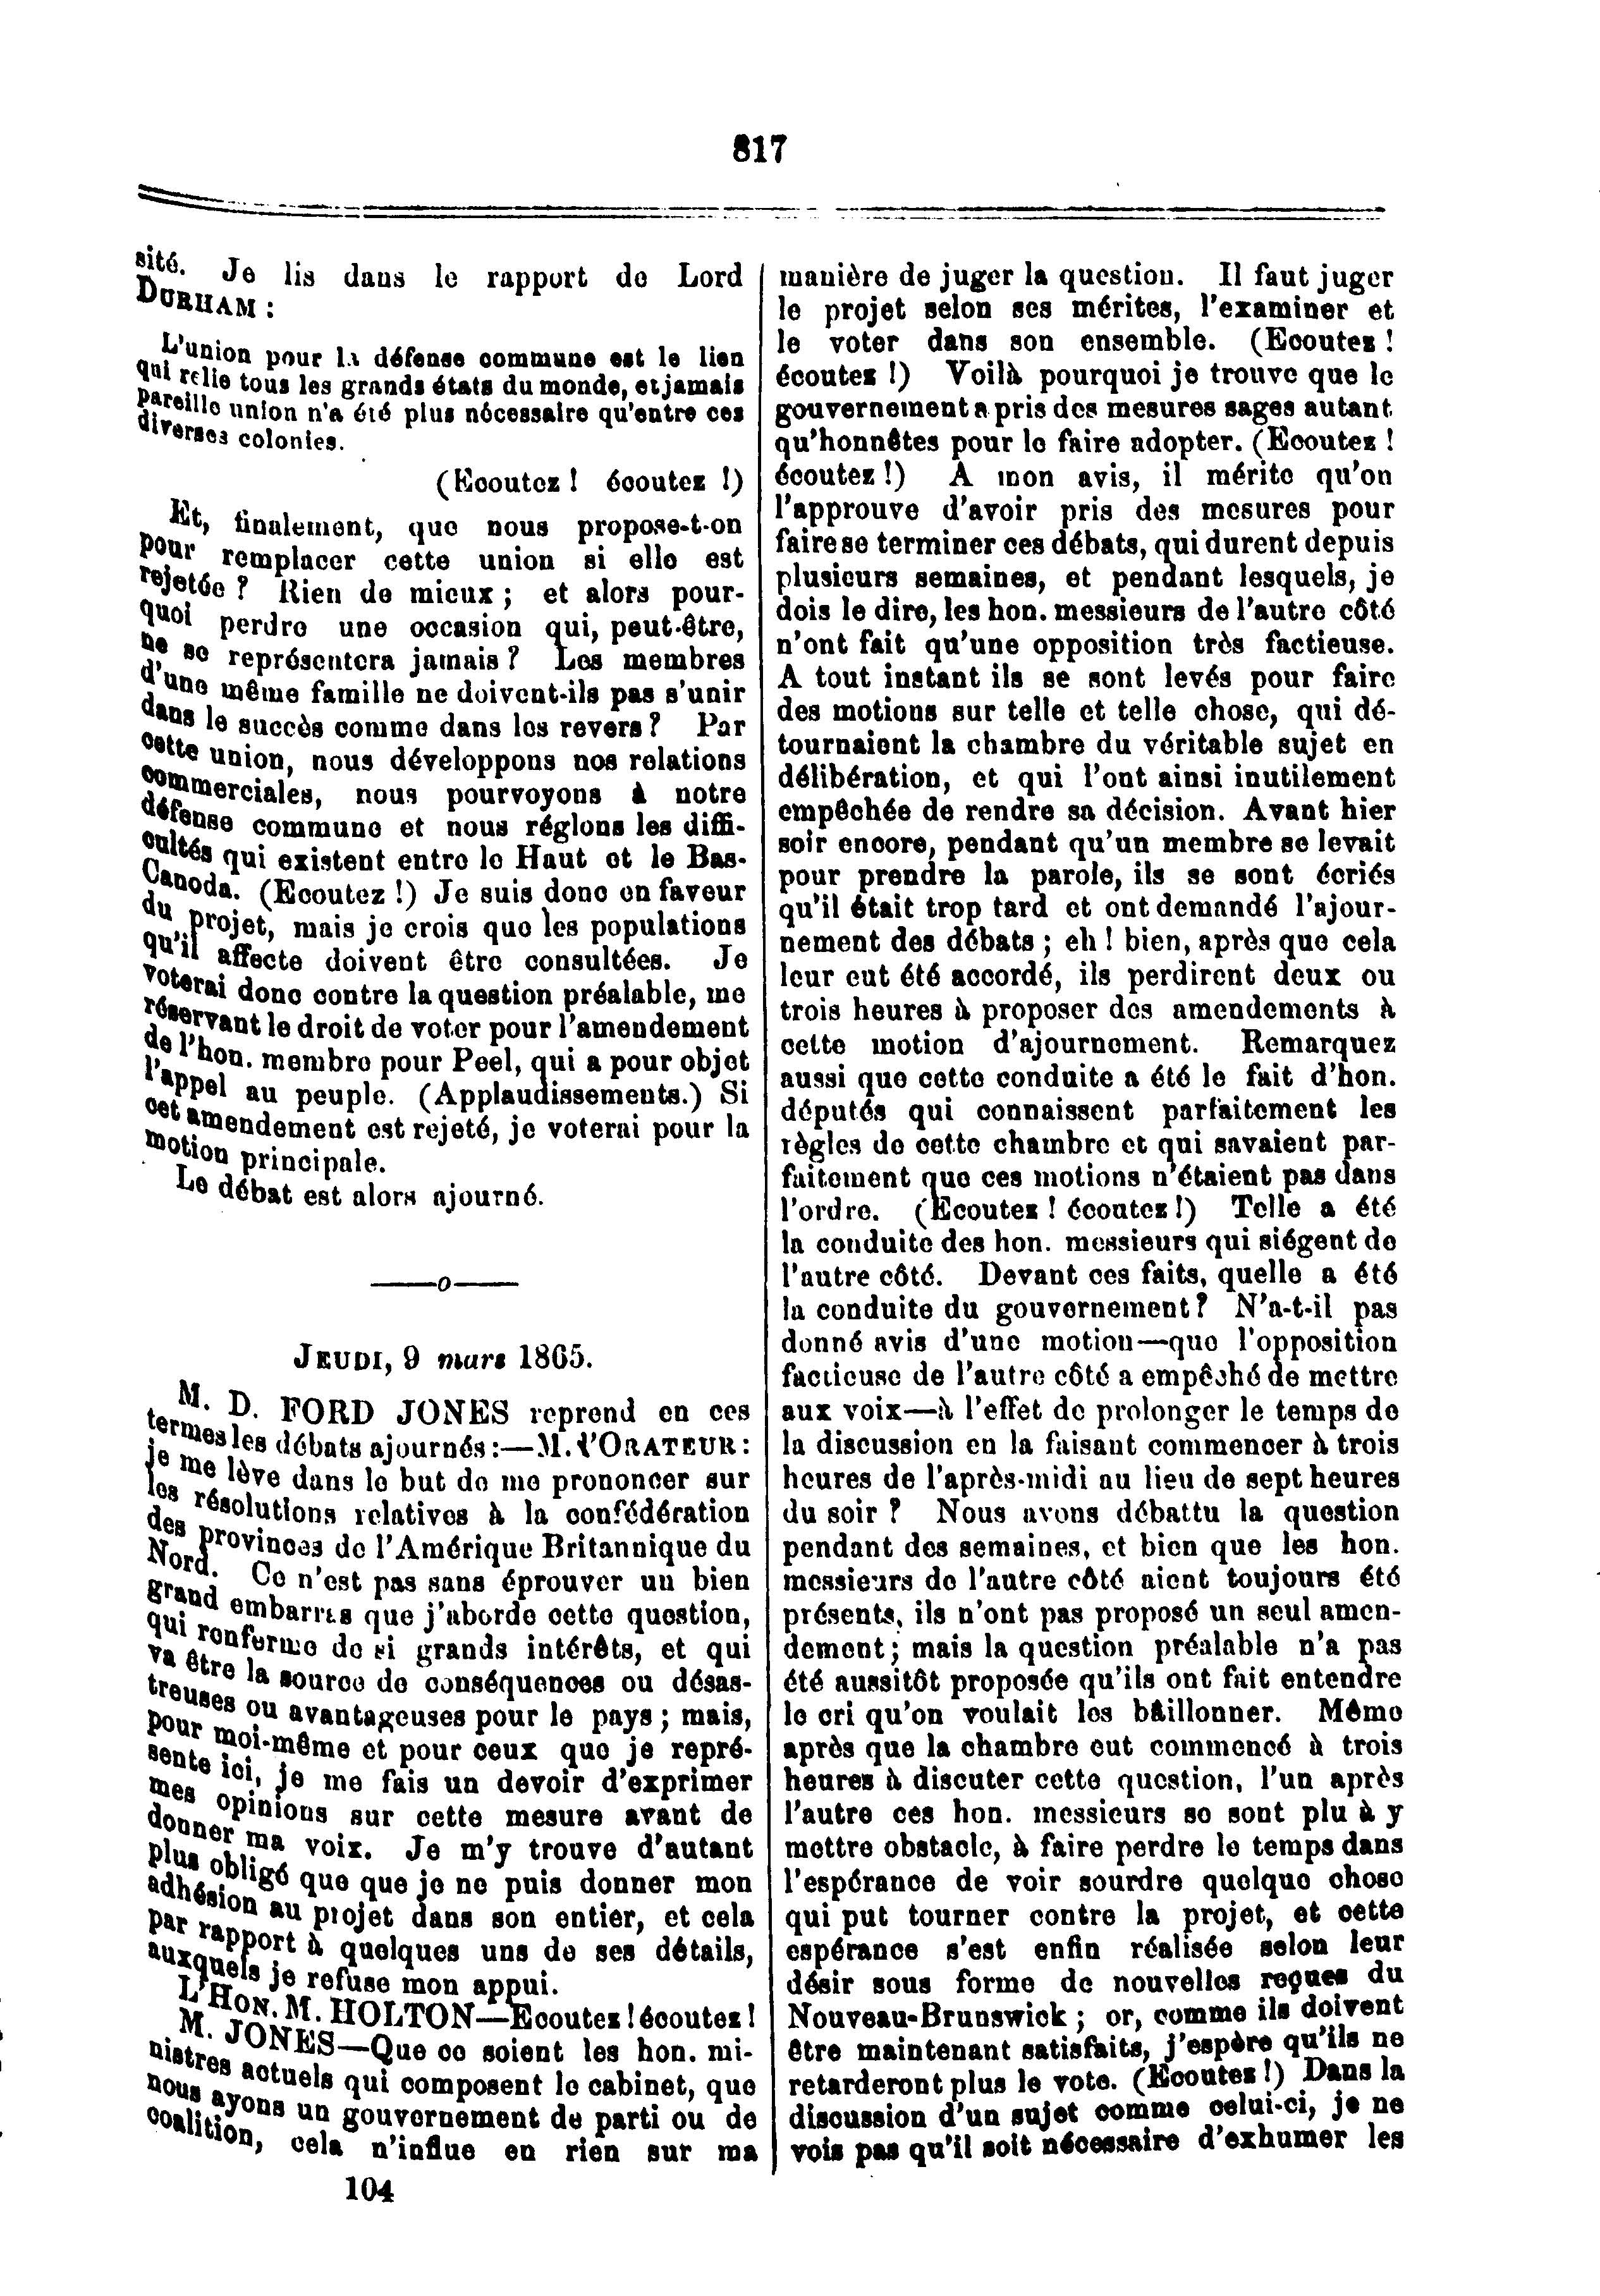 817
sité. Je lis dans le rapport de Lord
DURHAM :
L'union pour la défense commune est le lien
qui relie tous les grands états du monde, et jamais
pareille union n'a été plus nécessaire qu'entre ces
diverses colonies.
(Ecoutez ! écoutez !)
Et, finalement, que nous propose-t-on
pour remplacer cette union si elle est
rejetée ? Rien de mieux ; et alors pour-
quoi perdre une occasion qui, peut-être,
ne se représentera jamais ? Les membres
d'une même famille ne doivent-ils pas s'unir
dans le succès comme dans les revers ? Par
cette union, nous développons nos relations
commerciales, nous pourvoyons à notre
défense commune et nous réglons les diffi-
cultés qui existent entre le Haut et le Bas-
Canoda. (Ecoutez !) Je suis donc en faveur
du projet, mais je crois que les populations
qu'il affecte doivent être consultées. Je
voterai donc contre la question préalable, me
réservant le droit de voter pour l'amendement
de l'hon. membre pour Peel, qui a pour objet
l'appel au peuple. (Applaudissements.) Si
cet amendement est rejeté, je voterai pour la
motion principale.
Le débat est alors ajourné.
——o——
JEUDI, 9 mars 1865.
M. D. FORD JONES reprend en ces
termes les débats ajournés :—M. l'ORATEUR :
je me lève dans le but de me prononcer sur
les résolutions relatives à la confédération
des provinces de l'Amérique Britannique du
Nord. Ce n'est pas sans éprouver un bien
grand embarras que j'aborde cette question,
qui renferme de si grands intérêts, et qui
va être la source de conséquences ou désas-
treuses ou avantageuses pour le pays ; mais,
pour moi-même et pour ceux que je repré-
sente ici, je me fais un devoir d'exprimer
mes opinions sur cette mesure avant de
donner ma voix. Je m'y trouve d'autant
plus obligé que que je ne puis donner mon
adhésion au projet dans son entier, et cela
par rapport à quelques uns de ses détails,
auxquels je refuse mon appui.
L'HON. M. HOLTON—Ecoutez ! écoutez !
M. JONES—Que ce soient les hon. mi-
nistres actuels qui composent le cabinet, que
nous ayons un gouvernement de parti ou de
coalition, cela n'influe en rien sur ma
104
manière de juger la question. Il faut juger
le projet selon ses mérites, l'examiner et
le voter dans son ensemble. (Ecoutez !
écoutez !) Voilà pourquoi je trouve que le
gouvernement a pris des mesures sages autant
qu'honnêtes pour le faire adopter. (Ecoutez !
écoutez !) A mon avis, il mérite qu'on
l'approuve d'avoir pris des mesures pour
faire se terminer ces débats, qui durent depuis
plusieurs semaines, et pendant lesquels, je
dois le dire, les hon. messieurs de l'autre côté
n'ont fait qu'une opposition très factieuse.
A tout instant ils se sont levés pour faire
des motions sur telle et telle chose, qui dé-
tournaient la chambre du véritable sujet en
délibération, et qui l'ont ainsi inutilement
empêchée de rendre sa décision. Avant hier
soir encore, pendant qu'un membre se levait
pour prendre la parole, ils se sont écriés
qu'il était trop tard et ont demandé l'ajour-
nement des débats ; eh ! bien, après que cela
leur eut été accordé, ils perdirent deux ou
trois heures à proposer des amendements à
cette motion d'ajournement. Remarquez
aussi que cette conduite a été le fait d'hon.
députés qui connaissent parfaitement les
règles de cette chambre et qui savaient par-
faitement que ces motions n'étaient pas dans
l'ordre. (Ecoutez ! écoutez !) Telle a été
la conduite des hon. messieurs qui siégent de
l'autre côté. Devant ces faits, quelle a été
la conduite du gouvernement ? N'a-t-il pas
donné avis d'une motion—que l'opposition
factieuse de l'autre côté a empêché de mettre
aux voix—à l'effet de prolonger le temps de
la discussion en la faisant commencer à trois
heures de l'après-midi au lieu de sept heures
du soir ? Nous avons débattu la question
pendant des semaines, et bien que les hon.
messieurs de l'autre côté aient toujours été
présents, ils n'ont pas proposé un seul amen-
dement ; mais la question préalable n'a pas
été aussitôt proposée qu'ils ont fait entendre
le cri qu'on voulait les bâillonner. Même
après que la chambre eut commencé à trois
heures à discuter cette question, l'un après
l'autre ces hon. messieurs se sont plu à y
mettre obstacle, à faire perdre le temps dans
l'espérance de voir sourdre quelque chose
qui put tourner contre la projet, et cette
espérance s'est enfin réalisée selon leur
désir sous forme de nouvelles reçues du
Nouveau-Brunswick ; or, comme ils doivent
être maintenant satisfaits, j'espère qu'ils ne
retarderont plus le vote. (Ecoutez !) Dans la
discussion d'un sujet comme celui-ci, je ne
vois pas qu'il soit nécessaire d'exhumer les